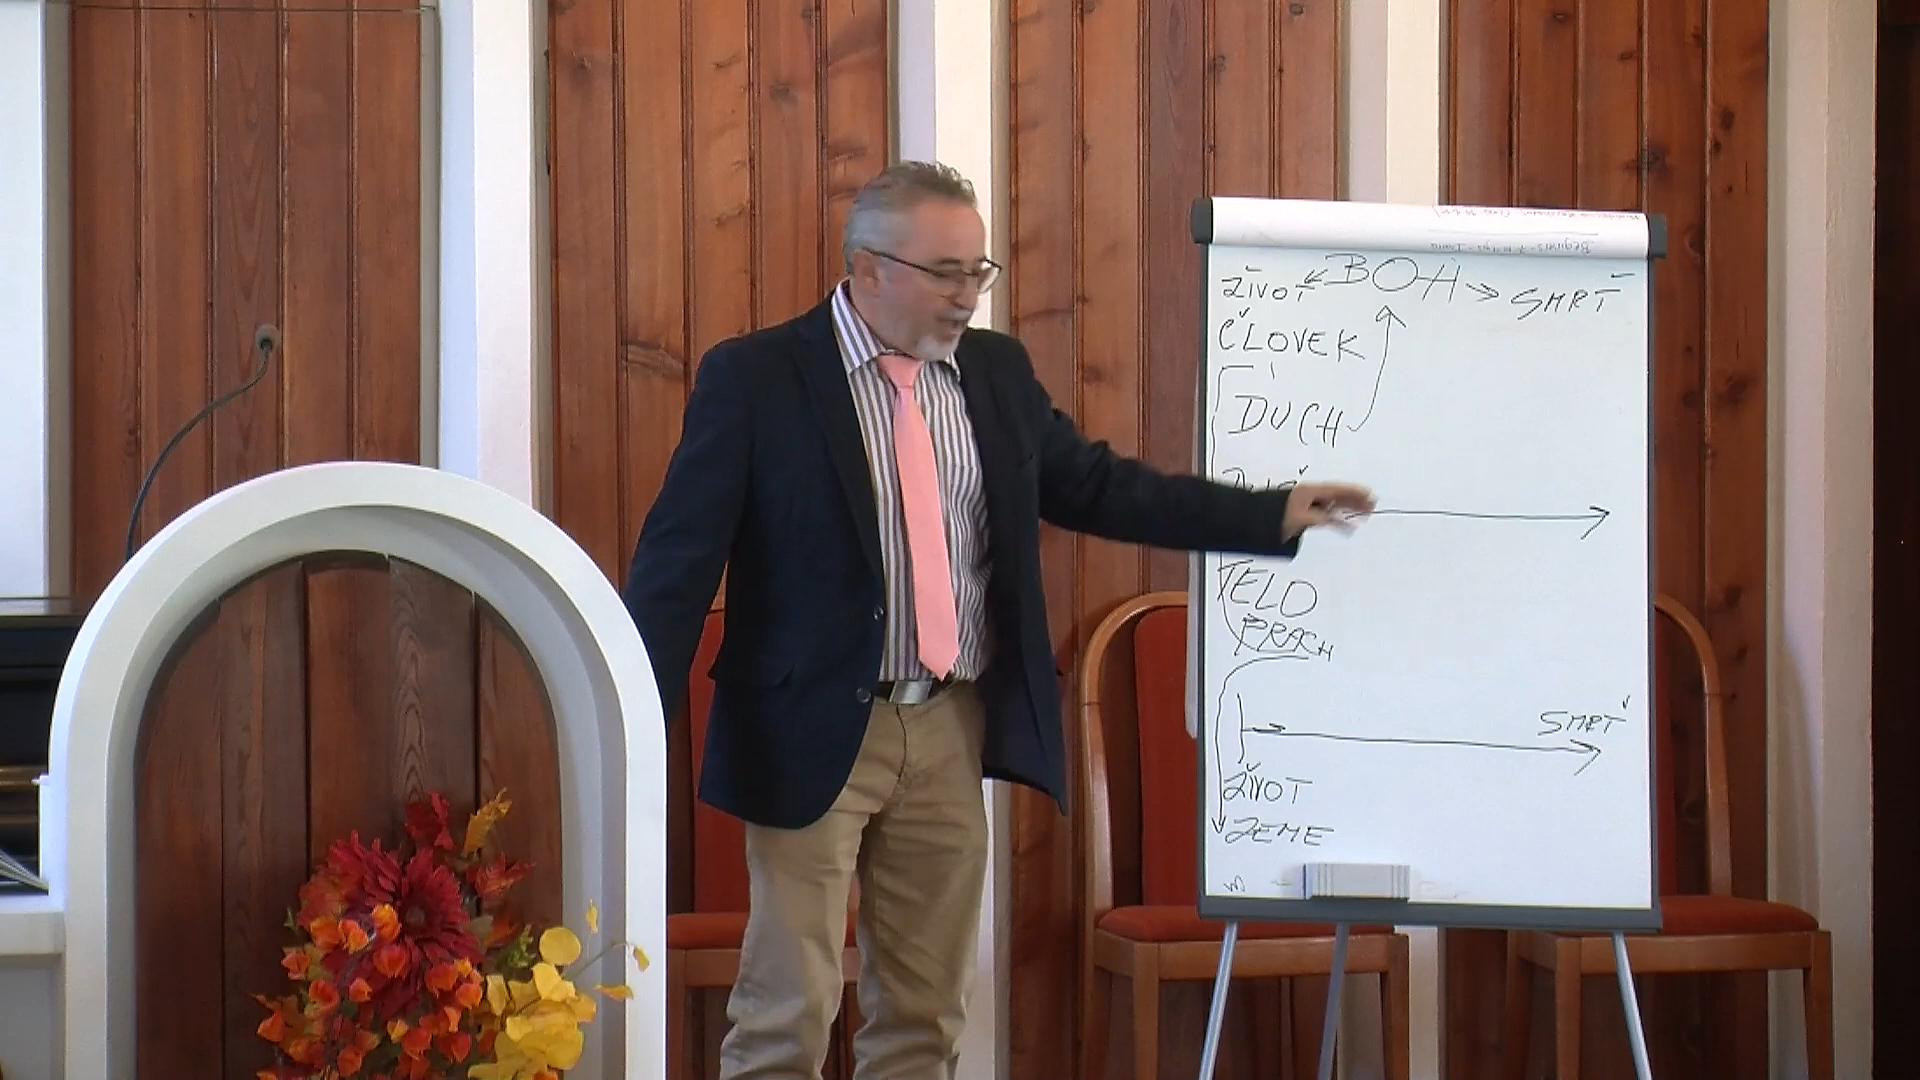 ŽIVOT BOH SMRŤ
ČLOVEK
DUCH
TELO
PRACH
SMRŤ
ŽIVOT
ZEME